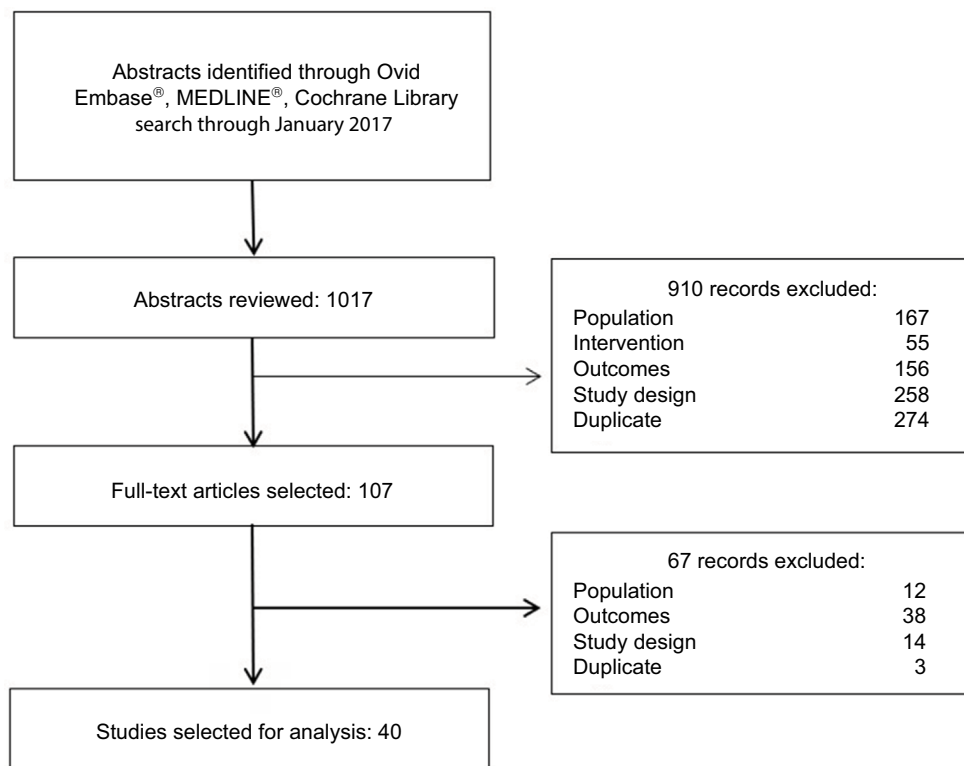 Abstracts identified through Ovid
Embase®, MEDLINE®, Cochrane Library
search through January 2017
Abstracts reviewed: 1017
910 records excluded:
Population 167
Intervention 55
Outcomes 156
Study design 258
Duplicate 274
Full-text articles selected: 107
67 records excluded:
Population 12
Outcomes 38
Study design 14
Duplicate 3
Studies selected for analysis: 40